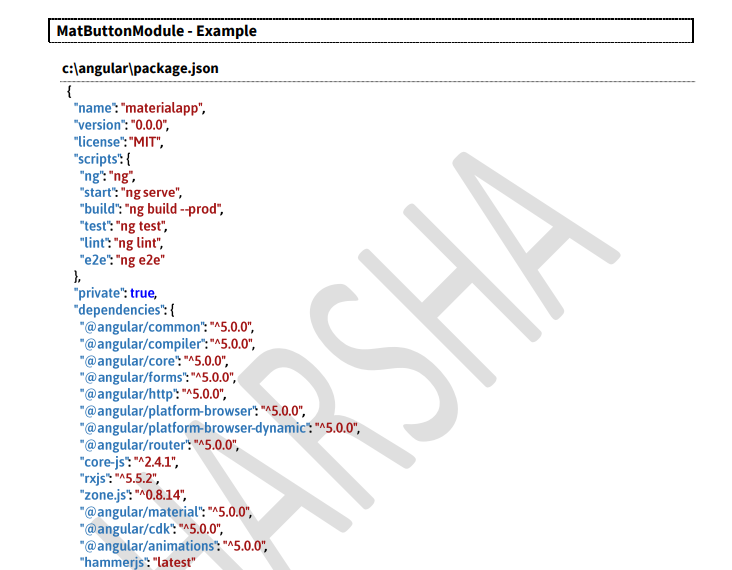 MatButtonModule - Example
c:\angular\package.json
{
"name": "materialapp",
"version": "0.0.0",
"license": "MIT",
"scripts": {
"ng": "ng",
"start": "ng serve",
"build": "ng build --prod",
"test": "ng test",
"lint": "ng lint",
"e2e": "ng e2e"
},
"private": true,
"dependencies": {
"@angular/common": "^5.0.0",
"@angular/compiler": "^5.0.0",
"@angular/core": "^5.0.0",
"@angular/forms": "^5.0.0",
"@angular/http": "^5.0.0",
"@angular/platform-browser": "^5.0.0",
"@angular/platform-browser-dynamic": "^5.0.0",
"@angular/router": "^5.0.0",
"core-js": "^2.4.1",
"rxjs": "^5.5.2",
"zone.js": "^0.8.14",
"@angular/material": "^5.0.0",
"@angular/cdk": "^5.0.0",
"@angular/animations": "^5.0.0",
"hammerjs": "latest"
HARSHA